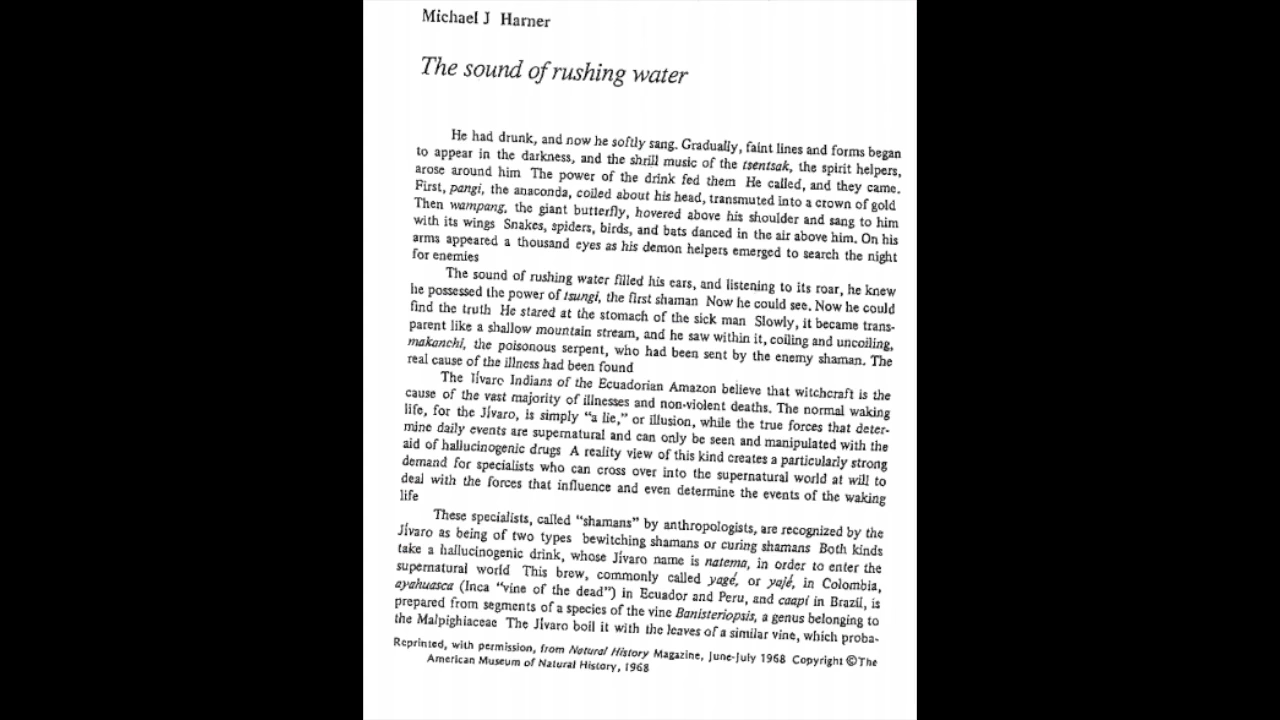 Michael J Harner
The sound of rushing water
He had drunk, and now he softly sang. Gradually, faint lines and forms began
to appear in the darkness, and the shrill music of the tsentsak, the spirit helpers,
arose around him The power of the drink fed them He called, and they came.
First, pangi, the anaconda, coiled about his head, transmuted into a crown of gold
Then wampang, the giant butterfly, hovered above his shoulder and sang to him
with its wings Snakes, spiders, birds, and bats danced in the air above him. On his
arms appeared a thousand eyes as his demon helpers emerged to search the night
for enemies
The sound of rushing water filled his ears, and listening to its roar, he knew
he possessed the power of tsungi, the first shaman Now he could see. Now he could
find the truth He stared at the stomach of the sick man Slowly, it became trans-
parent like a shallow mountain stream, and he saw within it, coiling and uncoiling,
makanchi, the poisonous serpent, who had been sent by the enemy shaman. The
real cause of the illness had been found
The Jívaro Indians of the Ecuadorian Amazon believe that witchcraft is the
cause of the vast majority of illnesses and non-violent deaths. The normal waking
life, for the Jívaro, is simply “a lie,” or illusion, while the true forces that deter-
mine daily events are supernatural and can only be seen and manipulated with the
aid of hallucinogenic drugs A reality view of this kind creates a particularly strong
demand for specialists who can cross over into the supernatural world at will to
deal with the forces that influence and even determine the events of the waking
life
These specialists, called “shamans” by anthropologists, are recognized by the
Jívaro as being of two types bewitching shamans or curing shamans Both kinds
take a hallucinogenic drink, whose Jívaro name is natema, in order to enter the
supernatural world This brew, commonly called yagé, or yajé, in Colombia,
ayahuasca (Inca “vine of the dead”) in Ecuador and Peru, and caapi in Brazil, is
prepared from segments of a species of the vine Banisteriopsis, a genus belonging to
the Malpighiaceae The Jívaro boil it with the leaves of a similar vine, which proba-
Reprinted, with permission, from Natural History Magazine, June-July 1968 Copyright ©The
American Museum of Natural History, 1968